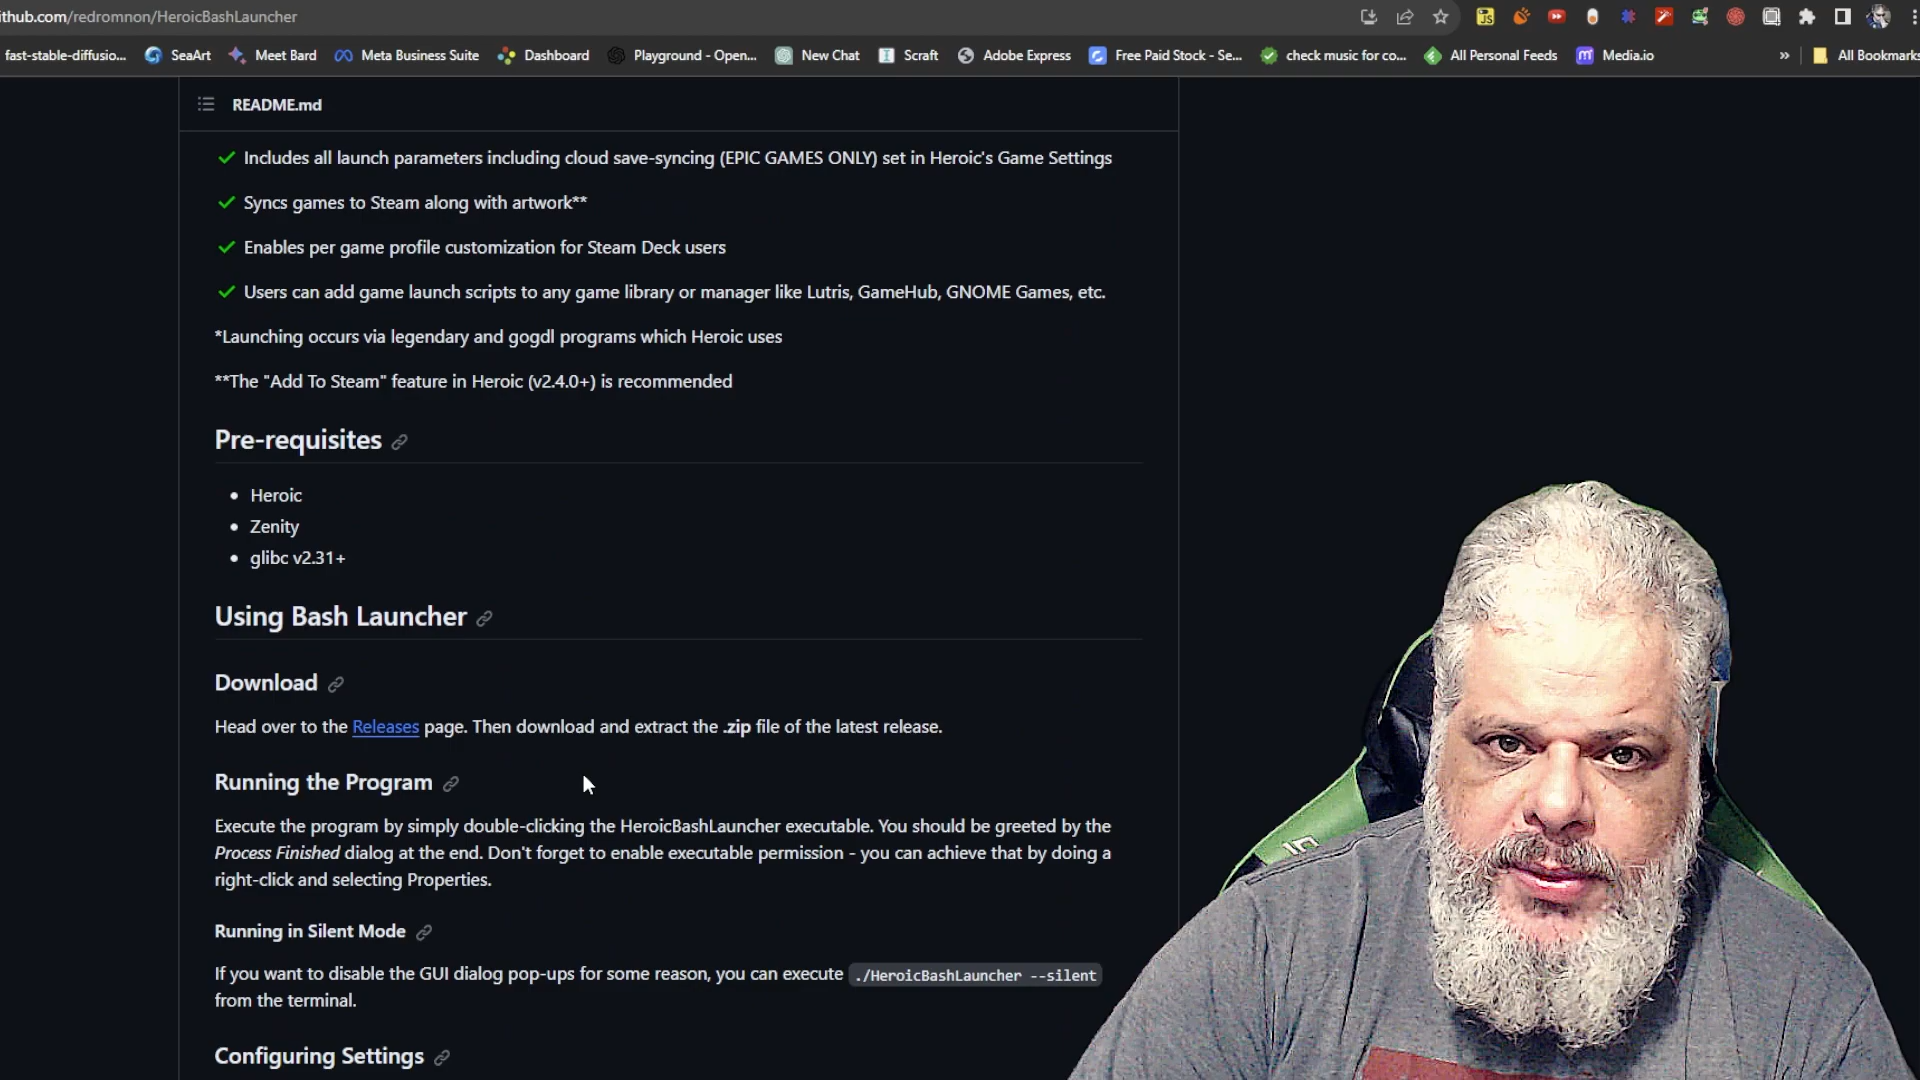 ithub.com/redromnon/HeroicBashLauncher
fast-stable-diffusio... SeaArt Meet Bard Meta Business Suite Dashboard Playground - Open... New Chat Scraft Adobe Express Free Paid Stock - Se... check music for co... All Personal Feeds Media.io » All Bookmarks
README.md
Includes all launch parameters including cloud save-syncing (EPIC GAMES ONLY) set in Heroic's Game Settings
Syncs games to Steam along with artwork**
Enables per game profile customization for Steam Deck users
Users can add game launch scripts to any game library or manager like Lutris, GameHub, GNOME Games, etc.
*Launching occurs via legendary and gogdl programs which Heroic uses
**The "Add To Steam" feature in Heroic (v2.4.0+) is recommended
Pre-requisites
• Heroic
• Zenity
• glibc v2.31+
Using Bash Launcher
Download
Head over to the Releases page. Then download and extract the .zip file of the latest release.
Running the Program
Execute the program by simply double-clicking the HeroicBashLauncher executable. You should be greeted by the
Process Finished dialog at the end. Don't forget to enable executable permission - you can achieve that by doing a
right-click and selecting Properties.
Running in Silent Mode
If you want to disable the GUI dialog pop-ups for some reason, you can execute ./HeroicBashLauncher --silent
from the terminal.
Configuring Settings